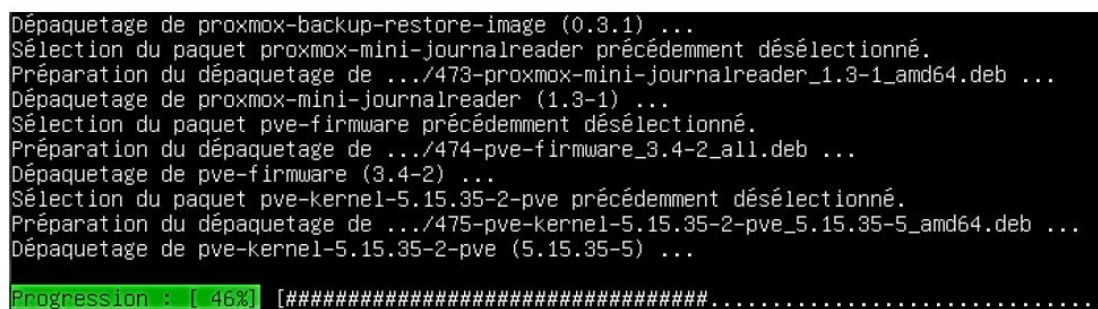 Dépaquetage de proxmox-backup-restore-image (0.3.1) ...
Sélection du paquet proxmox-mini-journalreader précédemment désélectionné.
Préparation du dépaquetage de .../473-proxmox-mini-journalreader_1.3-1_amd64.deb ...
Dépaquetage de proxmox-mini-journalreader (1.3-1) ...
Sélection du paquet pve-firmware précédemment désélectionné.
Préparation du dépaquetage de .../474-pve-firmware_3.4-2_all.deb ...
Dépaquetage de pve-firmware (3.4-2) ...
Sélection du paquet pve-kernel-5.15.35-2-pve précédemment désélectionné.
Préparation du dépaquetage de .../475-pve-kernel-5.15.35-2-pve_5.15.35-5_amd64.deb ...
Dépaquetage de pve-kernel-5.15.35-2-pve (5.15.35-5) ...
Progression : [ 46%] [##################################..............................